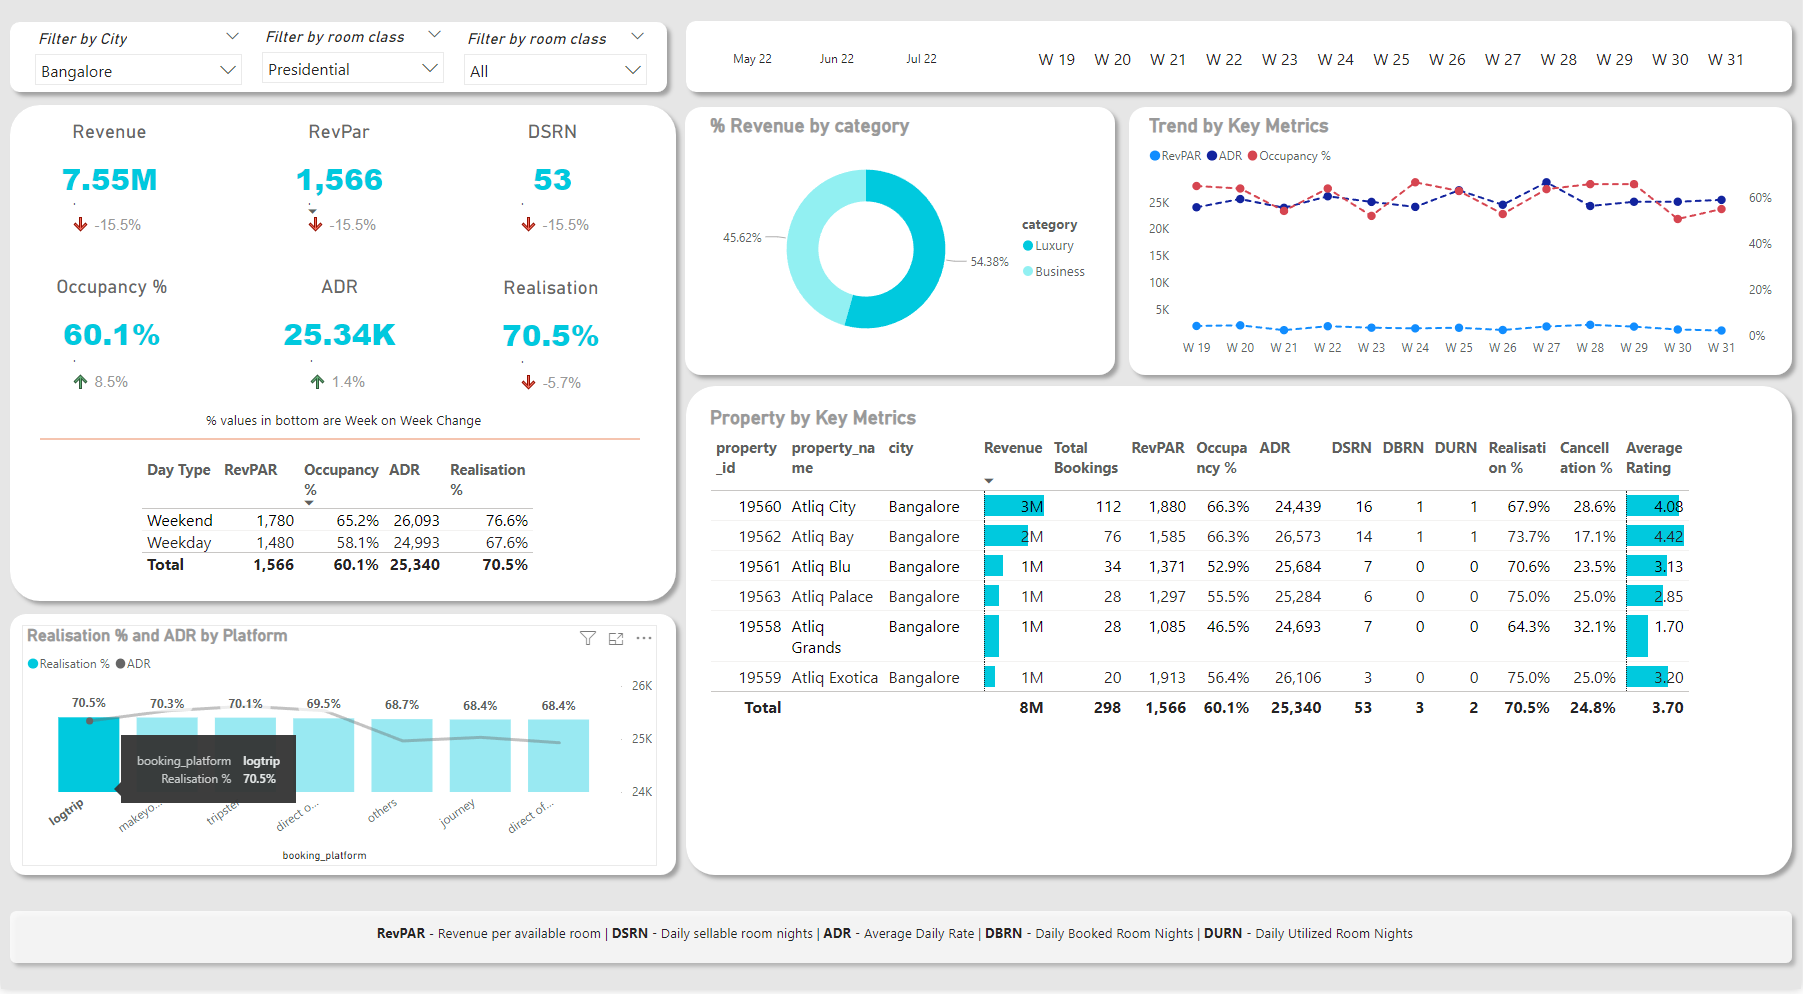 Filter by City
Filter by room class
Filter by room class
Bangalore
Presidential
All
May 22 Jun 22 Jul 22
W 19 W 20 W 21 W 22 W 23 W 24 W 25 W 26 W 27 W 28 W 29 W 30 W 31
Revenue RevPar DSRN
7.55M 1,566 53
-15.5% -15.5% -15.5%
Occupancy % ADR Realisation
60.1% 25.34K 70.5%
8.5% 1.4% -5.7%
% values in bottom are Week on Week Change
Day Type RevPAR Occupancy ADR Realisation
% %
Weekend 1,780 65.2% 26,093 76.6%
Weekday 1,480 58.1% 24,993 67.6%
Total 1,566 60.1% 25,340 70.5%
Realisation % and ADR by Platform
Realisation % ADR
70.5% 70.3% 70.1% 69.5% 68.7% 68.4% 68.4%
26K
25K
24K
booking_platform logtrip
Realisation % 70.5%
logtrip makeyo... tripster direct o... others journey direct of...
booking_platform
% Revenue by category
45.62%
54.38%
category
Luxury
Business
Trend by Key Metrics
RevPAR ADR Occupancy %
25K
20K
15K
10K
5K
60%
40%
20%
0%
W 19 W 20 W 21 W 22 W 23 W 24 W 25 W 26 W 27 W 28 W 29 W 30 W 31
Property by Key Metrics
property property_na city Revenue Total RevPAR Occupa ADR DSRN DBRN DURN Realisati Cancell Average
_id me Bookings ncy % on % ation % Rating
19560 Atliq City Bangalore 3M 112 1,880 66.3% 24,439 16 1 1 67.9% 28.6% 4.08
19562 Atliq Bay Bangalore 2M 76 1,585 66.3% 26,573 14 1 1 73.7% 17.1% 4.42
19561 Atliq Blu Bangalore 1M 34 1,371 52.9% 25,684 7 0 0 70.6% 23.5% 3.13
19563 Atliq Palace Bangalore 1M 28 1,297 55.5% 25,284 6 0 0 75.0% 25.0% 2.85
19558 Atliq Bangalore 1M 28 1,085 46.5% 24,693 7 0 0 64.3% 32.1% 1.70
Grands
19559 Atliq Exotica Bangalore 1M 20 1,913 56.4% 26,106 3 0 0 75.0% 25.0% 3.20
Total 8M 298 1,566 60.1% 25,340 53 3 2 70.5% 24.8% 3.70
RevPAR - Revenue per available room | DSRN - Daily sellable room nights | ADR - Average Daily Rate | DBRN - Daily Booked Room Nights | DURN - Daily Utilized Room Nights